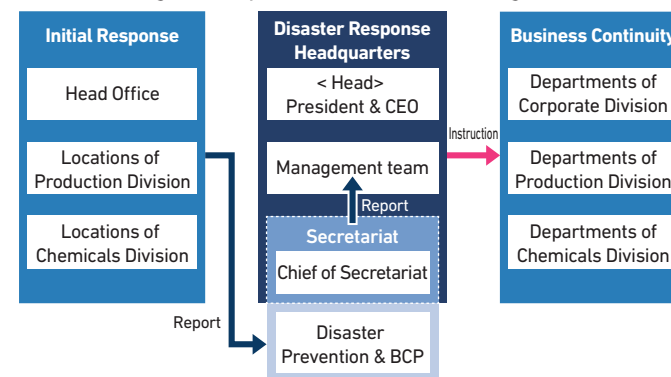 Initial Response
Head Office
Locations of
Production Division
Locations of
Chemicals Division
Report
Disaster Response
Headquarters
< Head>
President & CEO
Management team
Report
Secretariat
Chief of Secretariat
Disaster
Prevention & BCP
Instruction
Business Continuity
Departments of
Corporate Division
Departments of
Production Division
Departments of
Chemicals Division